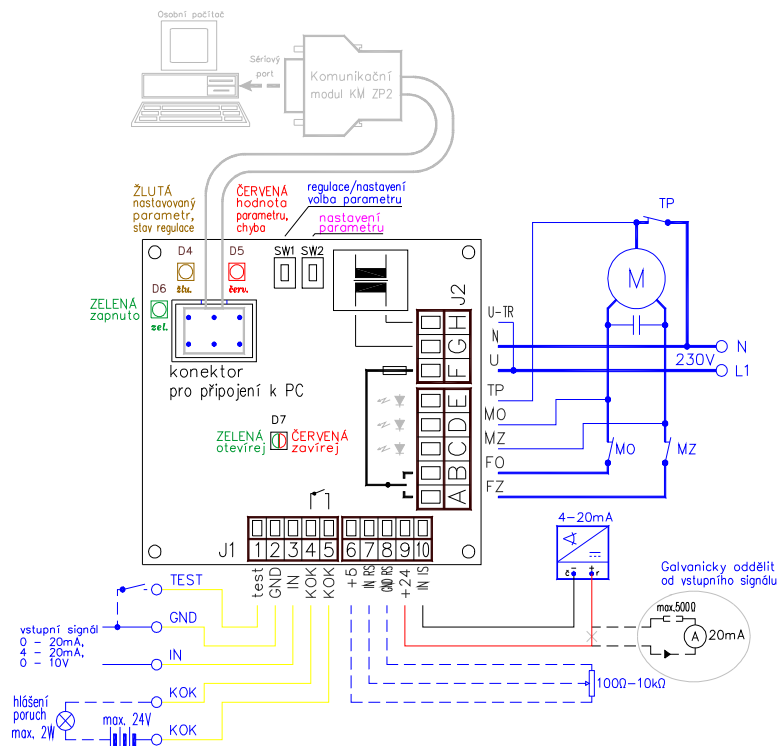 Osobní počítač
Sériový
port
Komunikační
modul KM ZP2
ŽLUTÁ
nastavovaný
parametr,
stav regulace
ČERVENÁ
hodnota
parametru,
chyba
regulace/nastavení
volba parametru
nastavení
parametru
D4
žlu.
D5
červ.
SW1
SW2
D6
zel.
ZELENÁ
zapnuto
konektor
pro připojení k PC
D7
ZELENÁ
otevírej
ČERVENÁ
zavírej
J2
H
G
F
E
D
C
B
A
U-TR
N
U
TP
MO
MZ
FO
FZ
TP
M
N
230V
L1
MO
MZ
J1
1
2
3
4
5
6
7
8
9
10
test
GND
IN
KOK
KOK
+5
IN RS
GND RS
+24
IN IS
TEST
GND
vstupní signál
0 - 20mA,
4 - 20mA,
0 - 10V
IN
KOK
hlášení
poruch
max. 2W
max. 24V
KOK
4-20mA
č
-
+
r
Galvanicky oddělit
od vstupního signálu
max.500Ω
A
20mA
100Ω-10kΩ